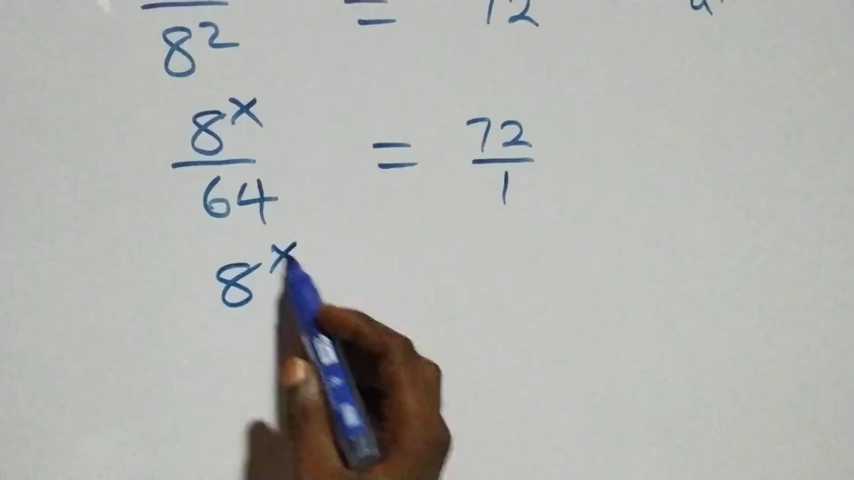 8² = 72
8ˣ/64 = 72/1
8ˣ